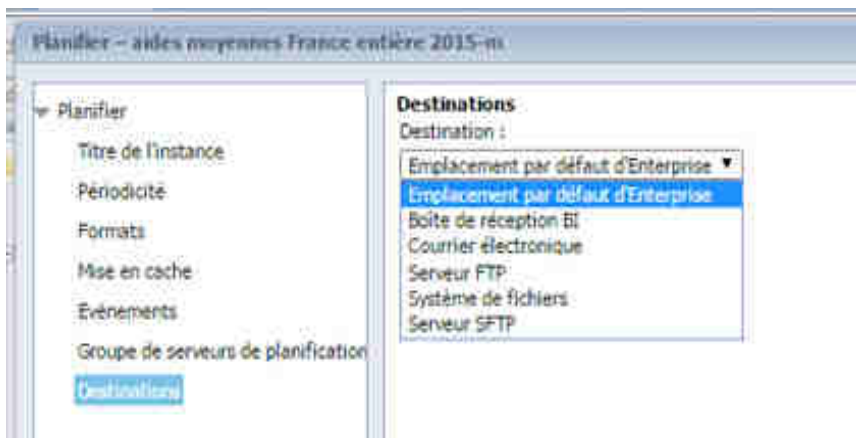 Planifier – aides moyennes France entière 2015-m
Planifier
Titre de l'instance
Périodicité
Formats
Mise en cache
Evénements
Groupe de serveurs de planification
Destinations
Destinations
Destination :
Emplacement par défaut d'Enterprise
Emplacement par défaut d'Enterprise
Boîte de réception BI
Courrier électronique
Serveur FTP
Système de fichiers
Serveur SFTP